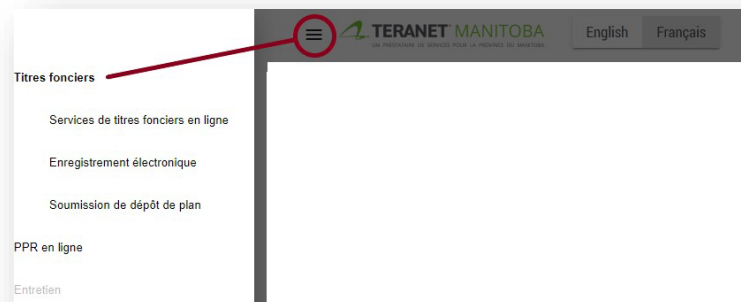 TERANET MANITOBA
UN PRESTATAIRE DE SERVICES POUR LA PROVINCE DU MANITOBA
English Français
Titres fonciers
Services de titres fonciers en ligne
Enregistrement électronique
Soumission de dépôt de plan
PPR en ligne
Entretien